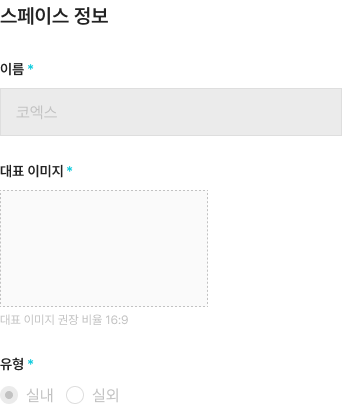 스페이스 정보
이름 *
코엑스
대표 이미지 *
대표 이미지 권장 비율 16:9
유형 *
실내 실외